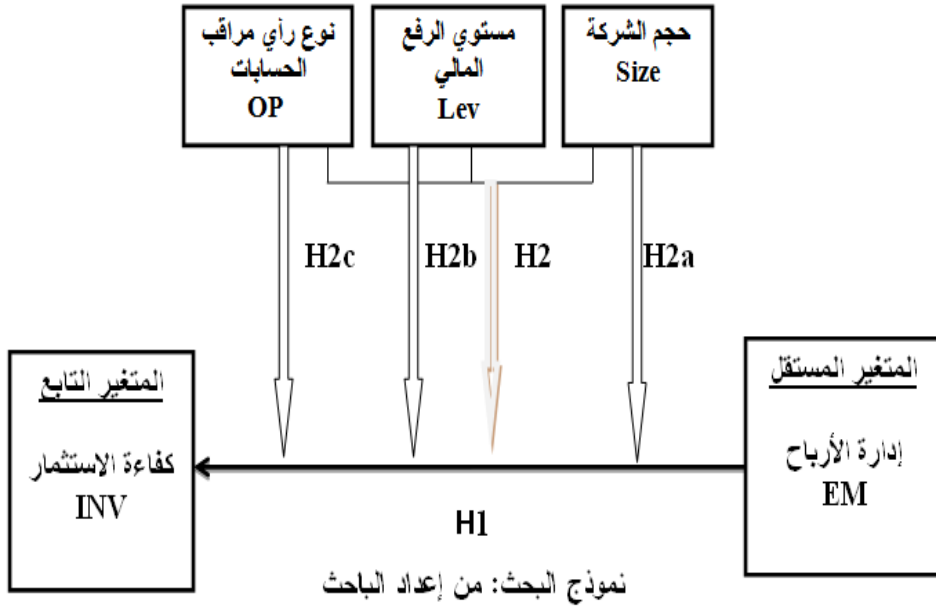 حجم الشركة
Size
مستوي الرفع
المالي
Lev
نوع رأي مراقب
الحسابات
OP
H2a
H2
H2b
H2c
المتغير المستقل
إدارة الأرباح
EM
المتغير التابع
كفاءة الاستثمار
INV
H1
نموذج البحث: من إعداد الباحث